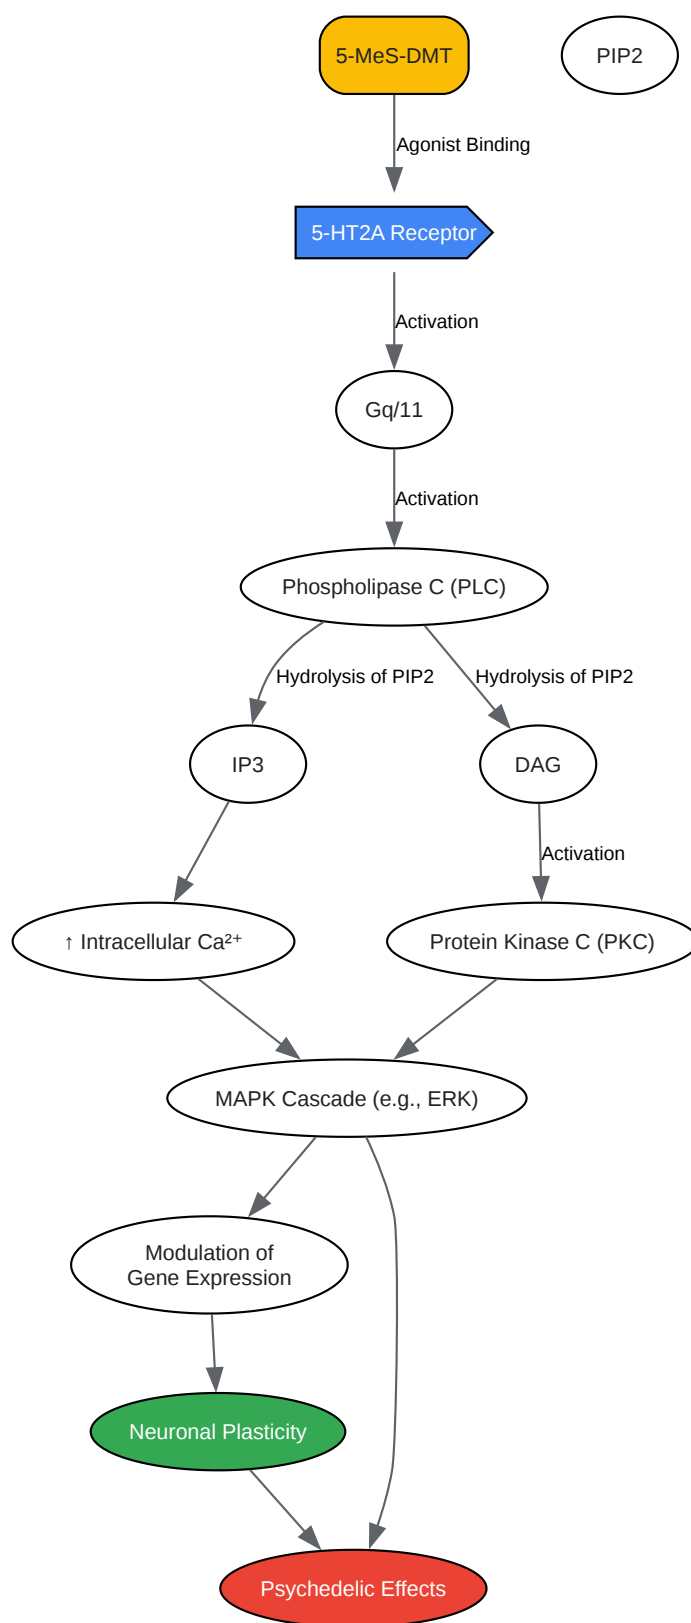 5-MeS-DMT
PIP2
Agonist Binding
5-HT2A Receptor
Activation
Gq/11
Activation
Phospholipase C (PLC)
Hydrolysis of PIP2
Hydrolysis of PIP2
IP3
DAG
Activation
↑ Intracellular Ca²⁺
Protein Kinase C (PKC)
MAPK Cascade (e.g., ERK)
Modulation of
Gene Expression
Neuronal Plasticity
Psychedelic Effects